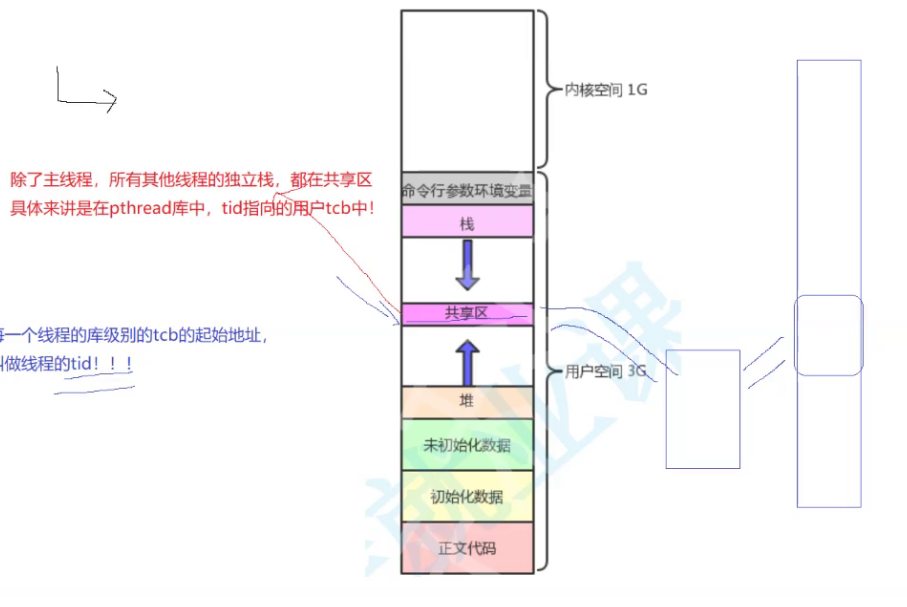 内核空间 1G
除了主线程，所有其他线程的独立栈，都在共享区
具体来讲是在pthread库中，tid指向的用户tcb中！
命令行参数环境变量
栈
共享区
一个线程的库级别的tcb的起始地址，
做线程的tid！！！
用户空间 3G
堆
未初始化数据
初始化数据
正文代码
就业课